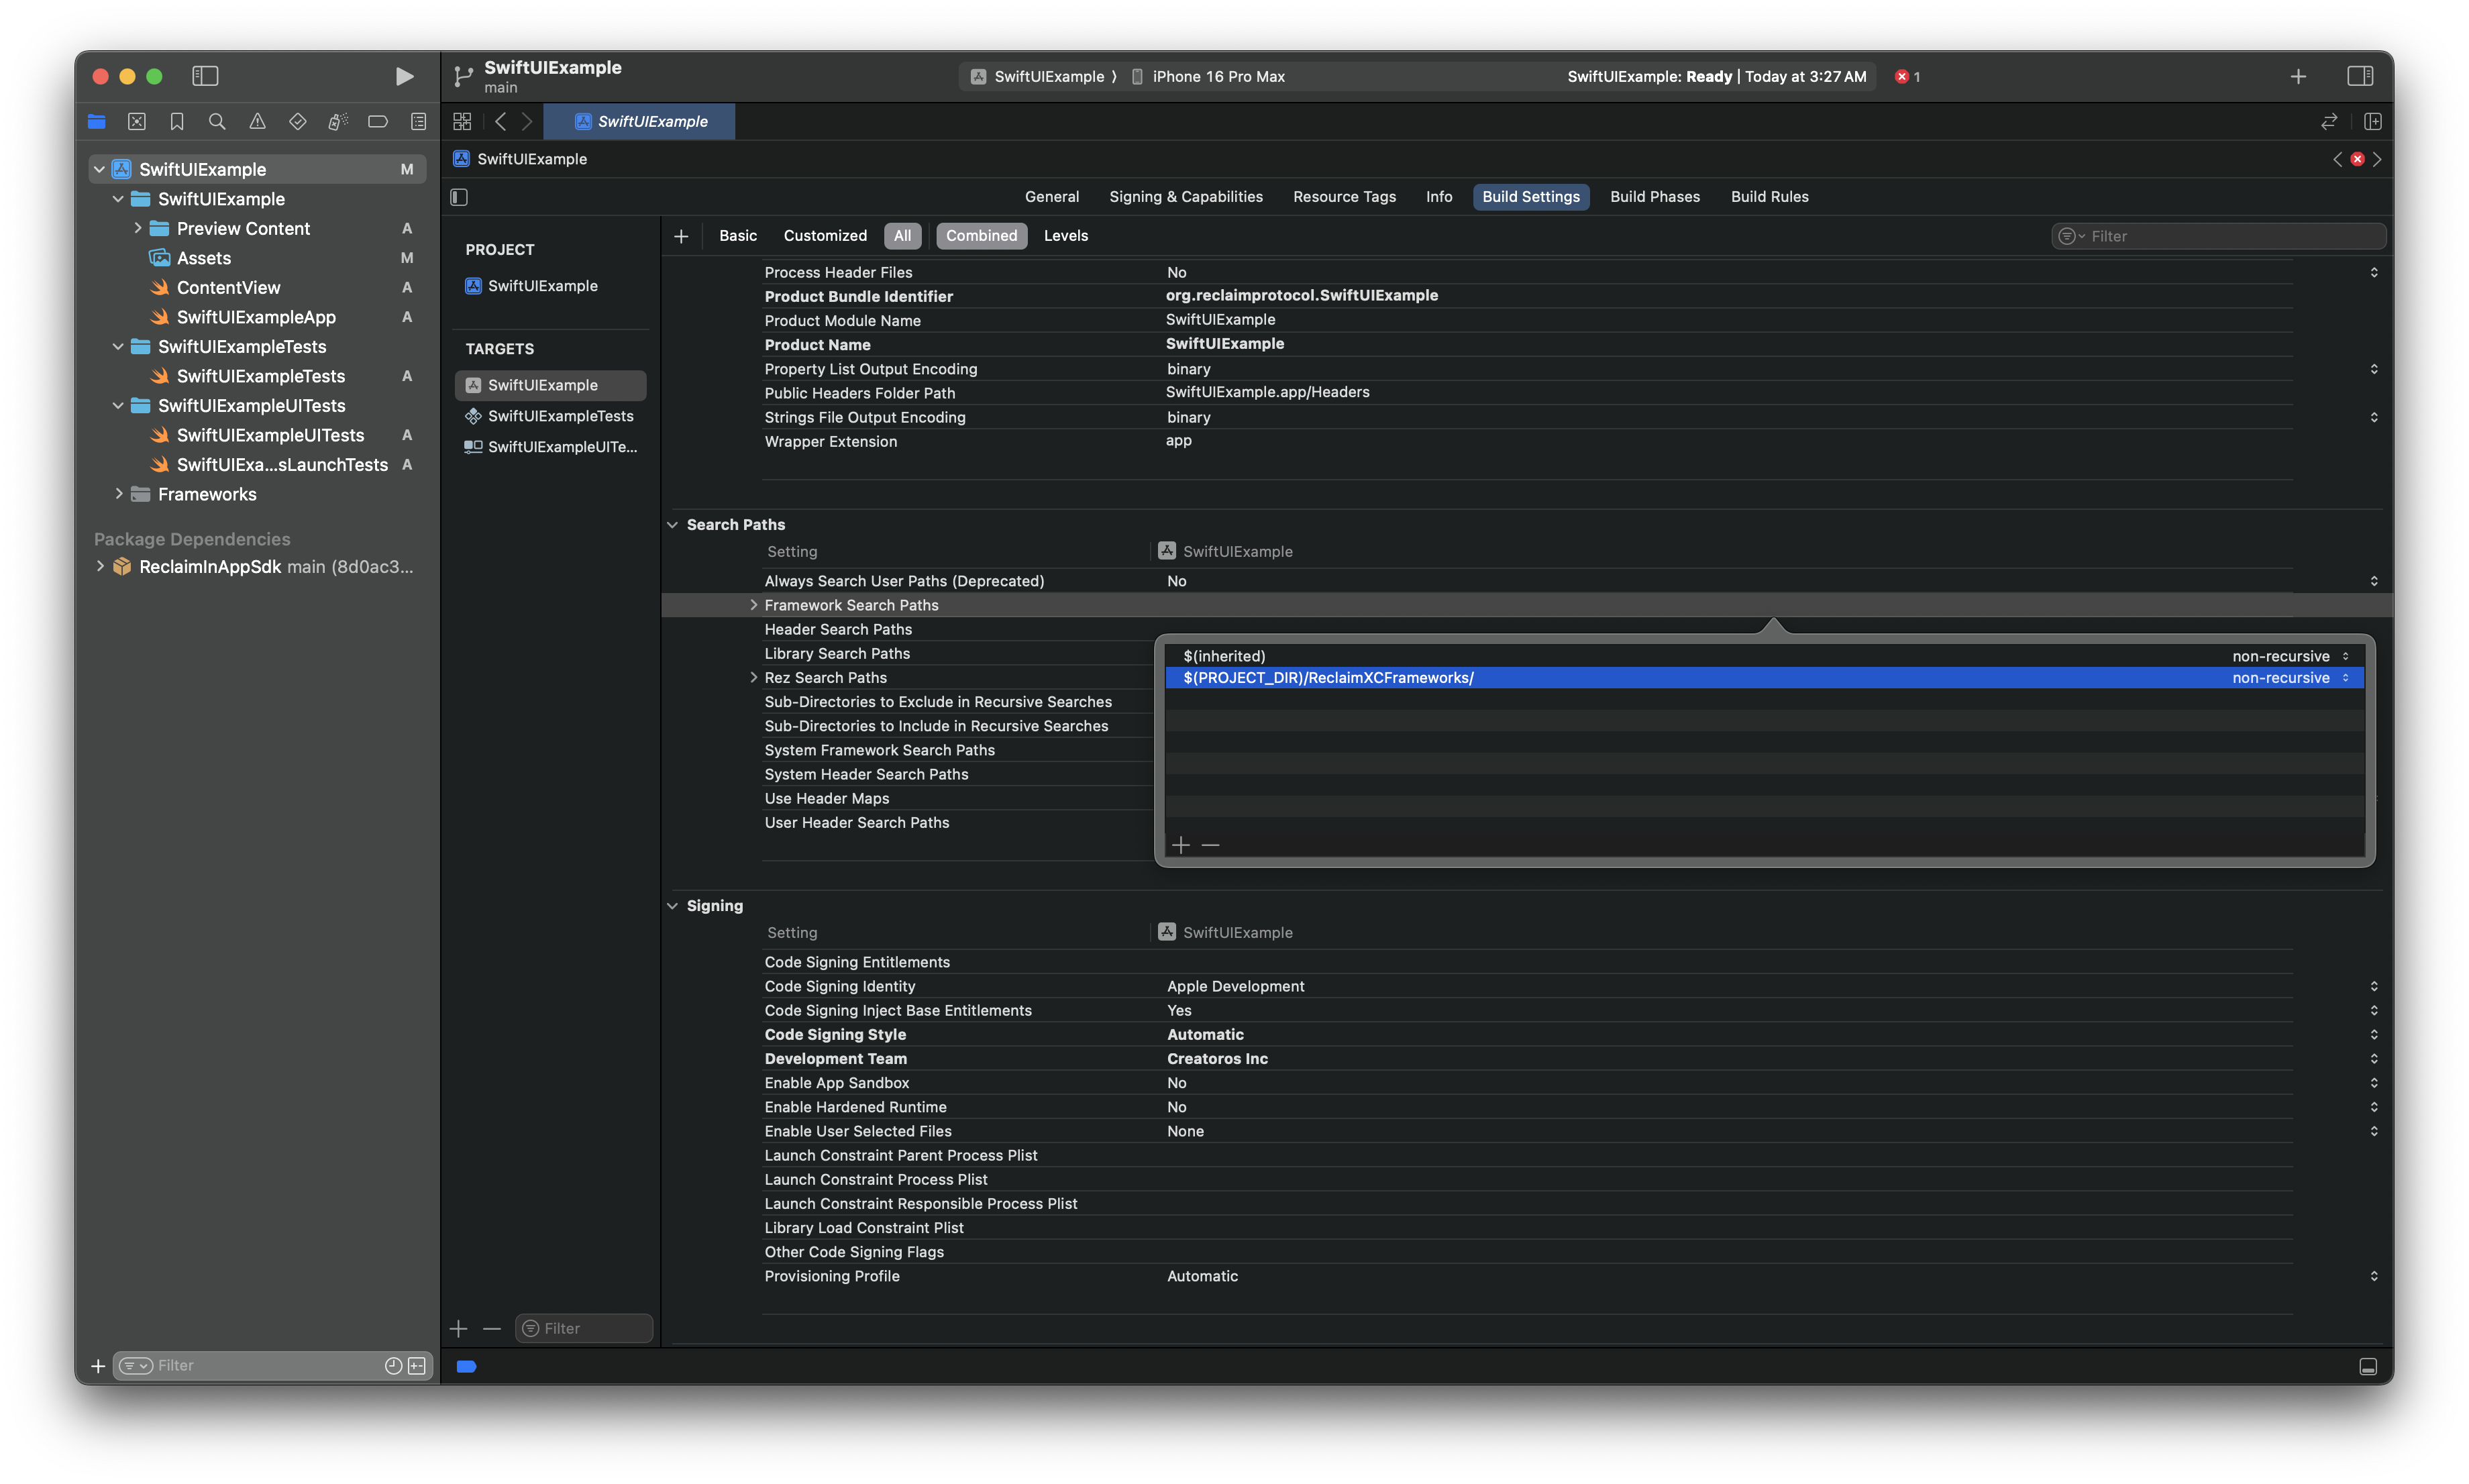 SwiftUIExample
main
SwiftUIExample ⟩ iPhone 16 Pro Max
SwiftUIExample: Ready | Today at 3:27 AM
1
SwiftUIExample M
SwiftUIExample
Preview Content A
Assets M
ContentView A
SwiftUIExampleApp A
SwiftUIExampleTests
SwiftUIExampleTests A
SwiftUIExampleUITests
SwiftUIExampleUITests A
SwiftUIExa...sLaunchTests A
Frameworks
Package Dependencies
ReclaimInAppSdk main (8d0ac3...
Filter
SwiftUIExample
SwiftUIExample
General Signing & Capabilities Resource Tags Info Build Settings Build Phases Build Rules
PROJECT
SwiftUIExample
TARGETS
SwiftUIExample
SwiftUIExampleTests
SwiftUIExampleUITe...
Filter
Basic Customized All Combined Levels
Filter
Process Header Files No
Product Bundle Identifier org.reclaimprotocol.SwiftUIExample
Product Module Name SwiftUIExample
Product Name SwiftUIExample
Property List Output Encoding binary
Public Headers Folder Path SwiftUIExample.app/Headers
Strings File Output Encoding binary
Wrapper Extension app
Search Paths
Setting SwiftUIExample
Always Search User Paths (Deprecated) No
Framework Search Paths
Header Search Paths
Library Search Paths
Rez Search Paths
Sub-Directories to Exclude in Recursive Searches
Sub-Directories to Include in Recursive Searches
System Framework Search Paths
System Header Search Paths
Use Header Maps
User Header Search Paths
$(inherited) non-recursive
$(PROJECT_DIR)/ReclaimXCFrameworks/ non-recursive
Signing
Setting SwiftUIExample
Code Signing Entitlements
Code Signing Identity Apple Development
Code Signing Inject Base Entitlements Yes
Code Signing Style Automatic
Development Team Creatoros Inc
Enable App Sandbox No
Enable Hardened Runtime No
Enable User Selected Files None
Launch Constraint Parent Process Plist
Launch Constraint Process Plist
Launch Constraint Responsible Process Plist
Library Load Constraint Plist
Other Code Signing Flags
Provisioning Profile Automatic